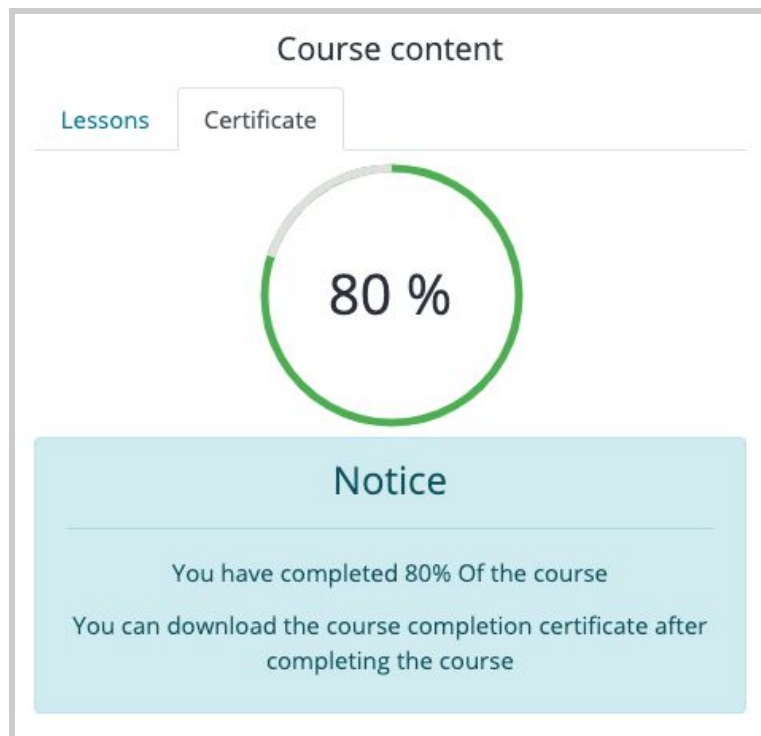 Course content
Lessons
Certificate
80 %
Notice
You have completed 80% Of the course
You can download the course completion certificate after
completing the course